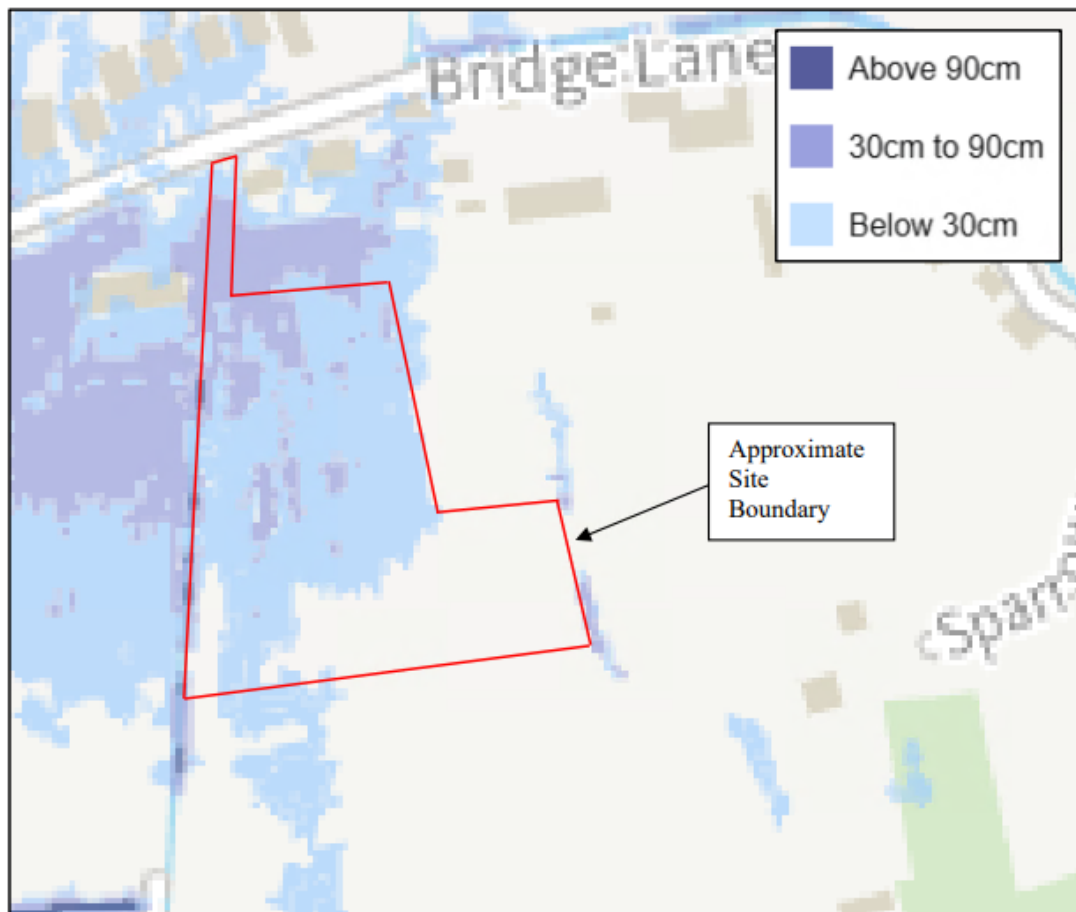 Bridge Lane
Above 90cm
30cm to 90cm
Below 30cm
Approximate
Site
Boundary